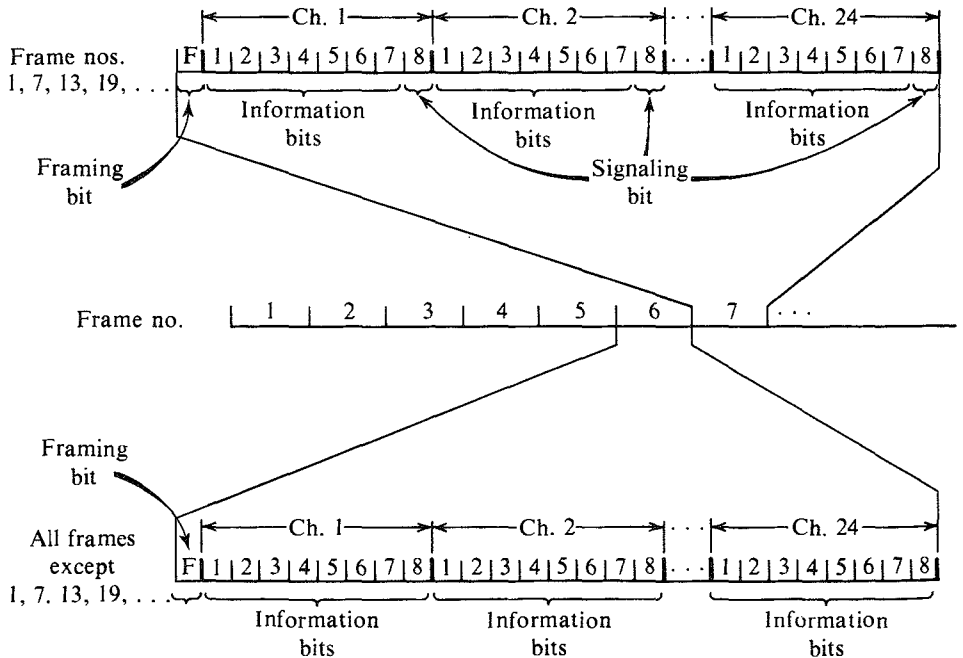 Ch. 1 Ch. 2 · · · Ch. 24
Frame nos.
1, 7, 13, 19, . . .
F 1 2 3 4 5 6 7 8 1 2 3 4 5 6 7 8 · · · 1 2 3 4 5 6 7 8
Information
bits
Information
bits
Information
bits
Framing
bit
Signaling
bit
Frame no. 1 2 3 4 5 6 7 · · ·
Framing
bit
Ch. 1 Ch. 2 · · · Ch. 24
All frames
except
1, 7. 13, 19, . . .
F 1 2 3 4 5 6 7 8 1 2 3 4 5 6 7 8 · · · 1 2 3 4 5 6 7 8
Information
bits
Information
bits
Information
bits